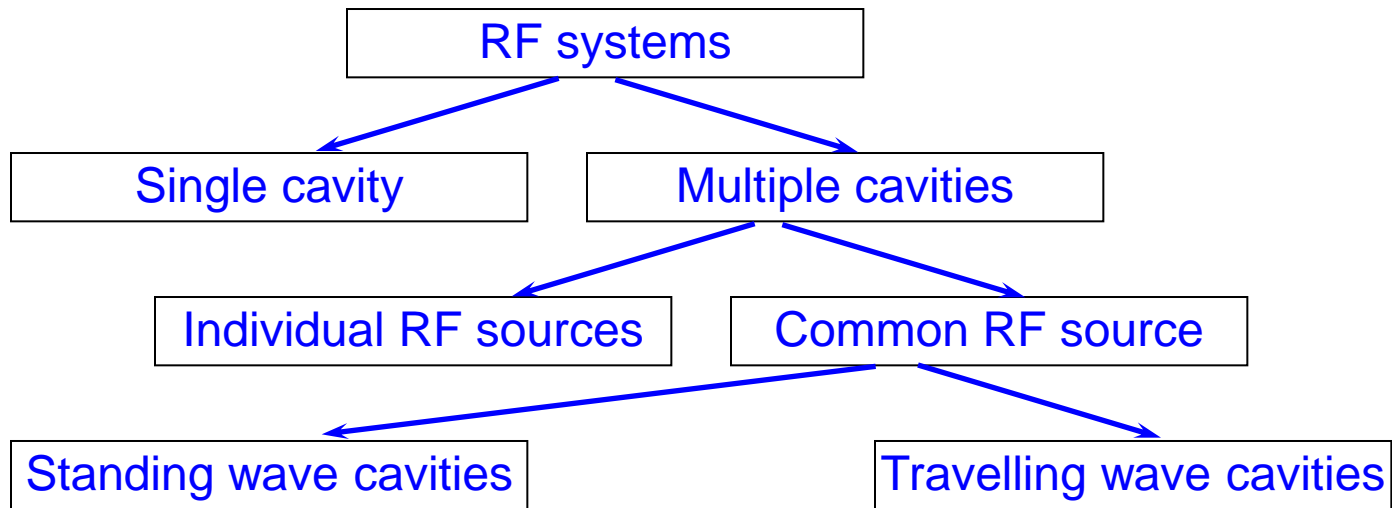 RF systems
Single cavity
Multiple cavities
Individual RF sources
Common RF source
Standing wave cavities
Travelling wave cavities